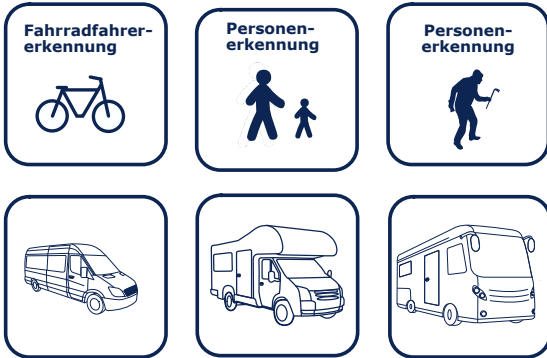 Fahrradfahrer-
erkennung
Personen-
erkennung
Personen-
erkennung